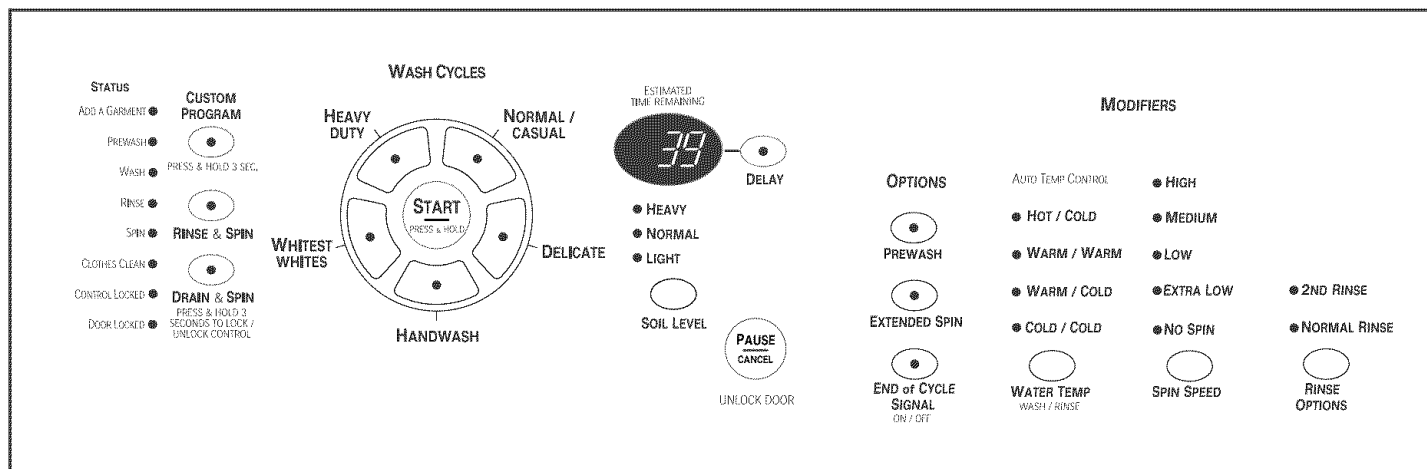 STATUS
ADD A GARMENT
PREWASH
WASH
RINSE
SPIN
CLOTHES CLEAN
CONTROL LOCKED
DOOR LOCKED
CUSTOM
PROGRAM
PRESS & HOLD 3 SEC.
RINSE & SPIN
DRAIN & SPIN
PRESS & HOLD 3
SECONDS TO LOCK /
UNLOCK CONTROL
WASH CYCLES
HEAVY
DUTY
NORMAL /
CASUAL
START
PRESS & HOLD
WHITEST
WHITES
DELICATE
HANDWASH
ESTIMATED
TIME REMAINING
39
DELAY
HEAVY
NORMAL
LIGHT
SOIL LEVEL
PAUSE
CANCEL
UNLOCK DOOR
MODIFIERS
OPTIONS
PREWASH
EXTENDED SPIN
END of CYCLE
SIGNAL
ON / OFF
AUTO TEMP CONTROL
HOT / COLD
WARM / WARM
WARM / COLD
COLD / COLD
WATER TEMP
WASH / RINSE
HIGH
MEDIUM
LOW
EXTRA LOW
NO SPIN
SPIN SPEED
2ND RINSE
NORMAL RINSE
RINSE
OPTIONS